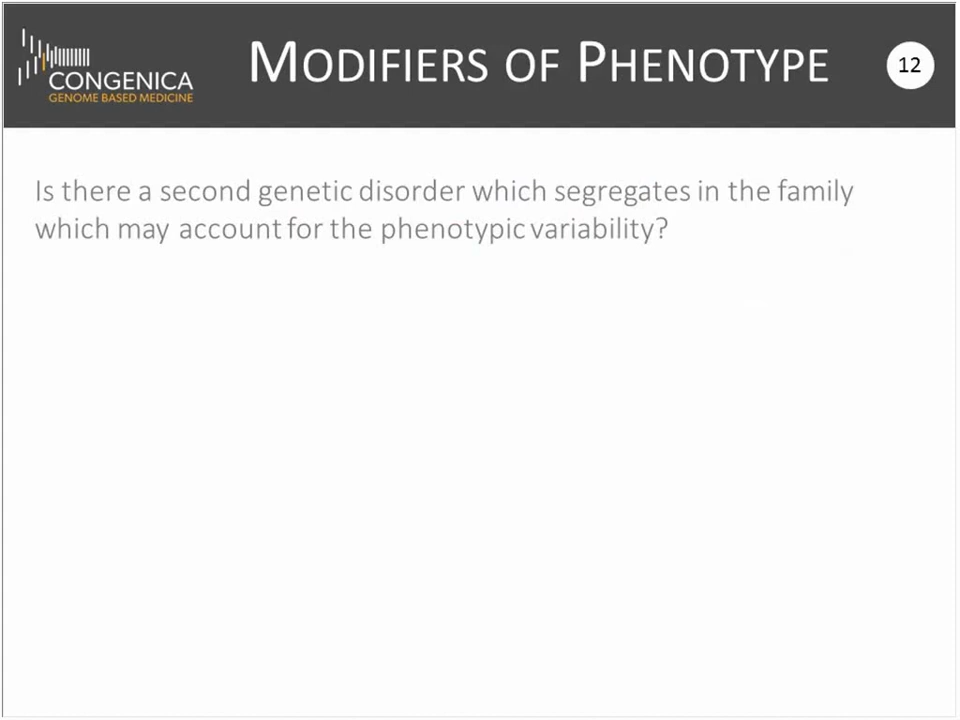 CONGENICA
GENOME BASED MEDICINE
MODIFIERS OF PHENOTYPE
12
Is there a second genetic disorder which segregates in the family
which may account for the phenotypic variability?